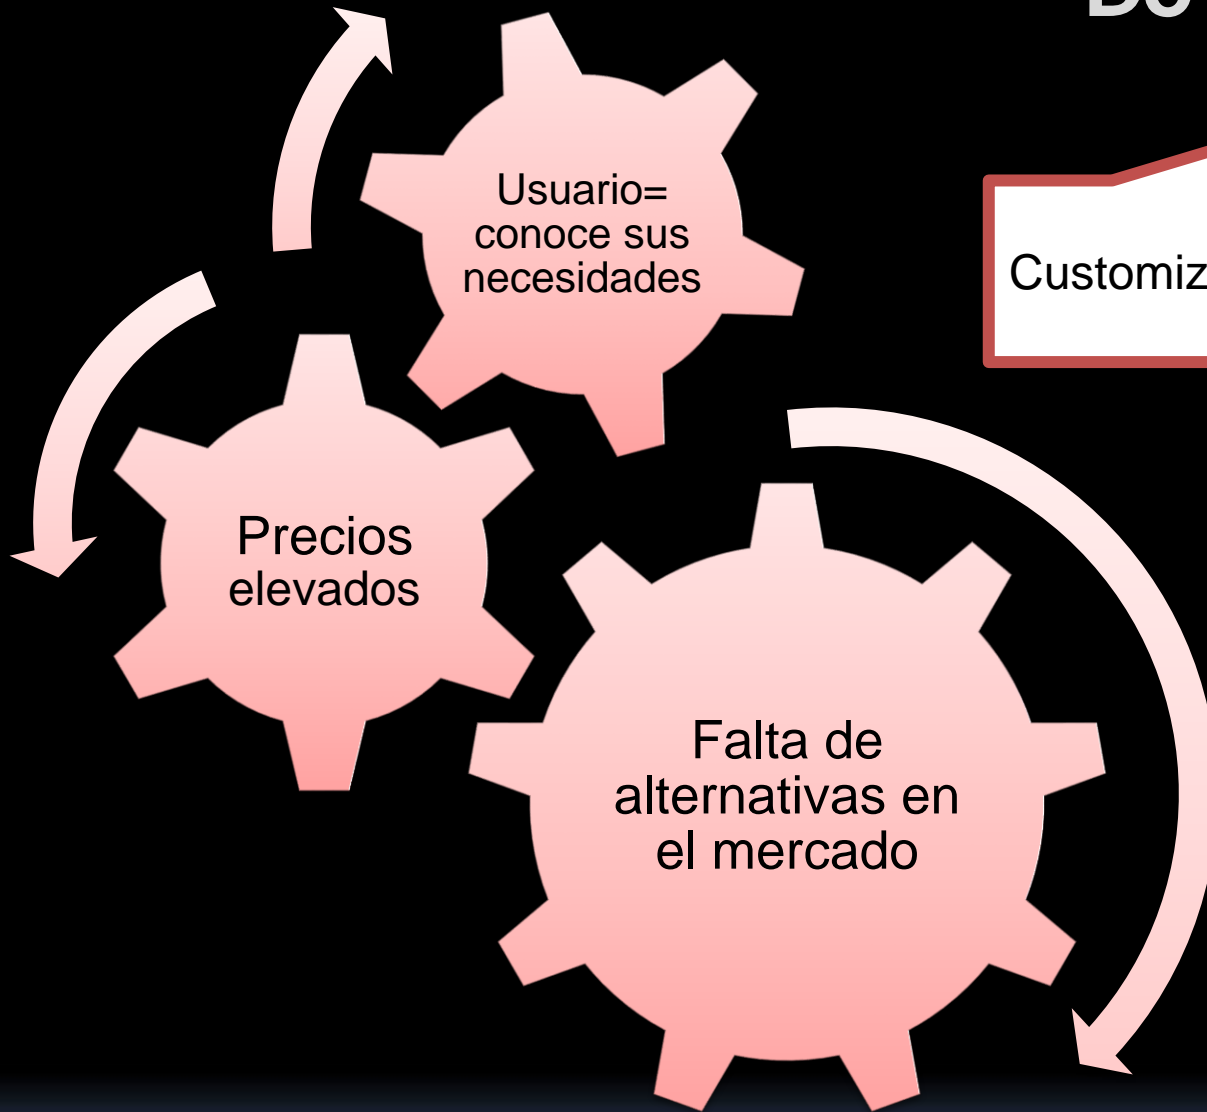 Usuario=
conoce sus
necesidades
Customiz
Precios
elevados
Falta de
alternativas en
el mercado